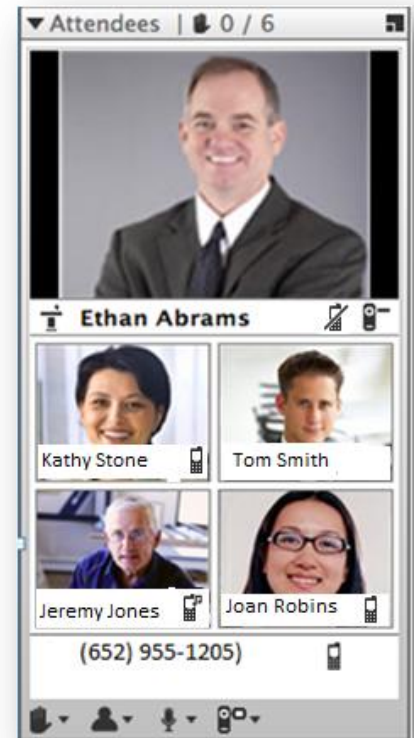 Attendees | 0 / 6
Ethan Abrams
Kathy Stone Tom Smith
Jeremy Jones Joan Robins
(652) 955-1205)